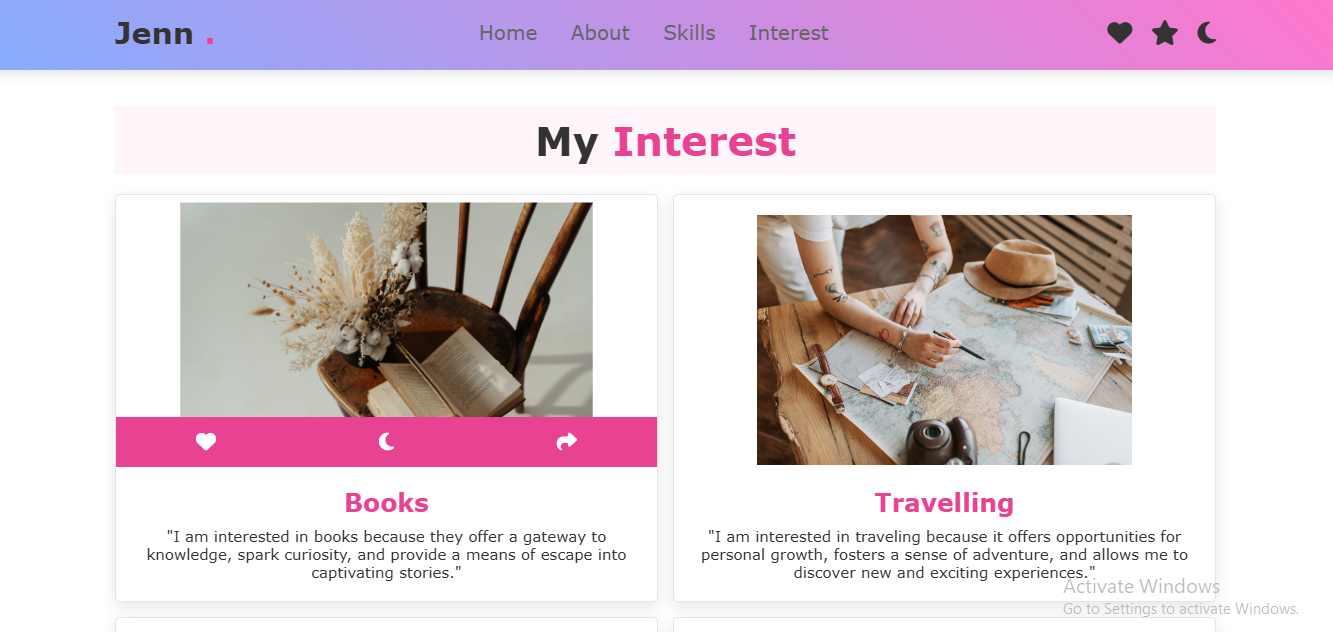 Jenn .
Home About Skills Interest
My Interest
Books
"I am interested in books because they offer a gateway to
knowledge, spark curiosity, and provide a means of escape into
captivating stories."
Travelling
"I am interested in traveling because it offers opportunities for
personal growth, fosters a sense of adventure, and allows me to
discover new and exciting experiences."
Activate Windows
Go to Settings to activate Windows.